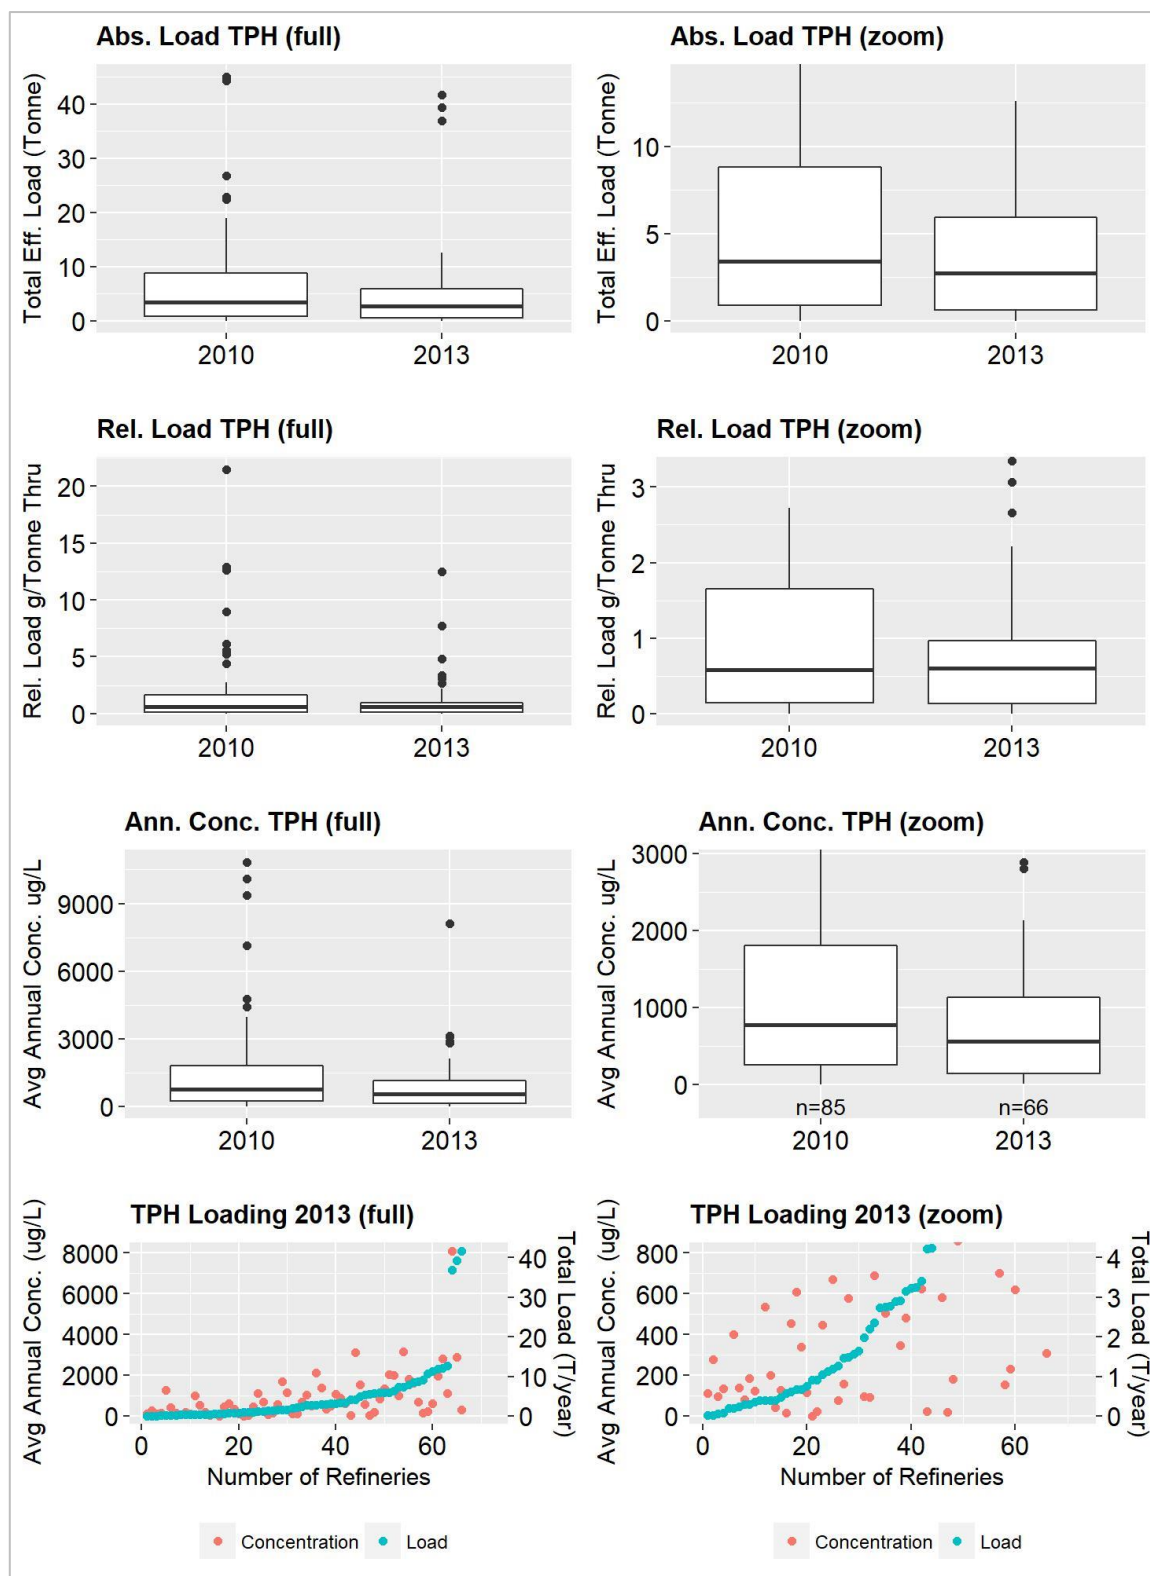 Abs. Load TPH (full)
Total Eff. Load (Tonne)
40
30
20
10
0
2010 2013
Abs. Load TPH (zoom)
Total Eff. Load (Tonne)
10
5
0
2010 2013
Rel. Load TPH (full)
Rel. Load g/Tonne Thru
20
15
10
5
0
2010 2013
Rel. Load TPH (zoom)
Rel. Load g/Tonne Thru
3
2
1
0
2010 2013
Ann. Conc. TPH (full)
Avg Annual Conc. ug/L
9000
6000
3000
0
2010 2013
Ann. Conc. TPH (zoom)
Avg Annual Conc. ug/L
3000
2000
1000
0
n=85 n=66
2010 2013
TPH Loading 2013 (full)
Avg Annual Conc. (ug/L)
8000
6000
4000
2000
0
40
30
20
10
0
Total Load (T/year)
0 20 40 60
Number of Refineries
Concentration Load
TPH Loading 2013 (zoom)
Avg Annual Conc. (ug/L)
800
600
400
200
0
4
3
2
1
0
Total Load (T/year)
0 20 40 60
Number of Refineries
Concentration Load